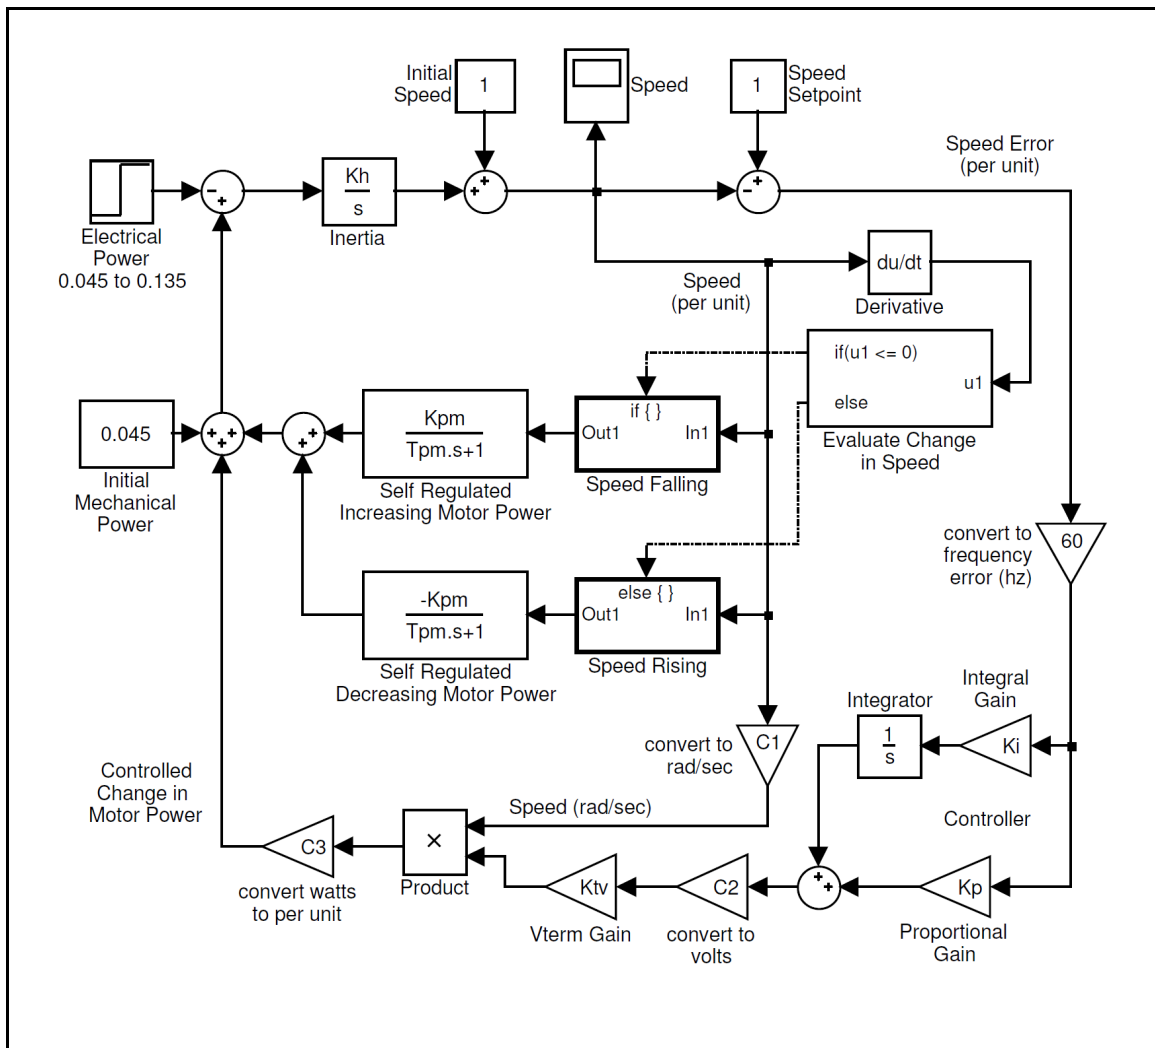 Initial
Speed
1
Speed
1
Speed
Setpoint
Speed Error
(per unit)
Electrical
Power
0.045 to 0.135
-
+
Kh
s
Inertia
+
+
-
+
Speed
(per unit)
du/dt
Derivative
if(u1 <= 0)
u1
else
Evaluate Change
in Speed
0.045
Initial
Mechanical
Power
+ +
+
+
+
Kpm
Tpm.s+1
Self Regulated
Increasing Motor Power
if { }
Out1
In1
Speed Falling
convert to
frequency
error (hz)
60
-Kpm
Tpm.s+1
Self Regulated
Decreasing Motor Power
else { }
Out1
In1
Speed Rising
convert to
rad/sec
C1
Integrator
1
s
Integral
Gain
Ki
Controlled
Change in
Motor Power
Speed (rad/sec)
Controller
C3
convert watts
to per unit
×
Product
Ktv
Vterm Gain
C2
convert to
volts
+
+
Kp
Proportional
Gain